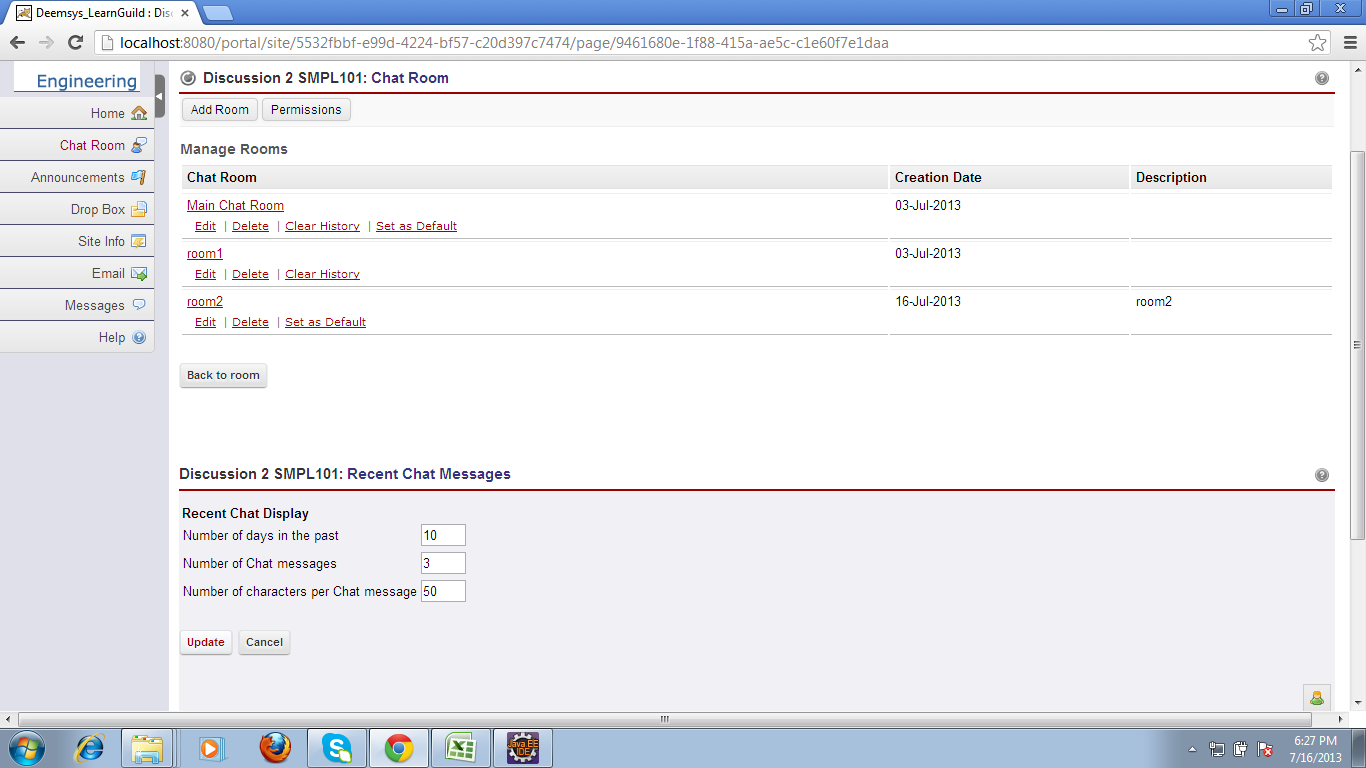 Deemsys_LearnGuild : Disc
localhost:8080/portal/site/5532fbbf-e99d-4224-bf57-c20d397c7474/page/9461680e-1f88-415a-ae5c-c1e60f7e1daa
Engineering
Home
Chat Room
Announcements
Drop Box
Site Info
Email
Messages
Help
Discussion 2 SMPL101: Chat Room
Add Room Permissions
Manage Rooms
Chat Room Creation Date Description
Main Chat Room 03-Jul-2013
Edit | Delete | Clear History | Set as Default
room1 03-Jul-2013
Edit | Delete | Clear History
room2 16-Jul-2013 room2
Edit | Delete | Set as Default
Back to room
Discussion 2 SMPL101: Recent Chat Messages
Recent Chat Display
Number of days in the past 10
Number of Chat messages 3
Number of characters per Chat message 50
Update Cancel
Java EE
IDE
6:27 PM
7/16/2013